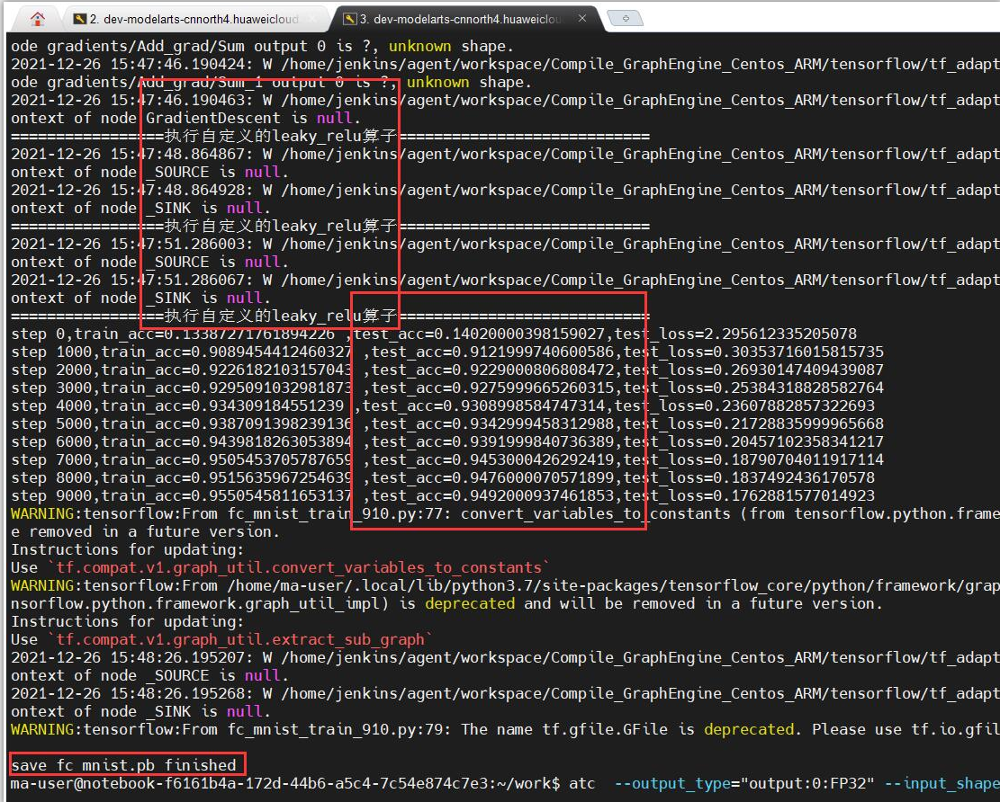 2. dev-modelarts-cnnorth4.huaweicloud
3. dev-modelarts-cnnorth4.huaweiclou
ode gradients/Add_grad/Sum output 0 is ?, unknown shape.
2021-12-26 15:47:46.190424: W /home/jenkins/agent/workspace/Compile_GraphEngine_Centos_ARM/tensorflow/tf_adapt
ode gradients/Add_grad/Sum_1 output 0 is ?, unknown shape.
2021-12-26 15:47:46.190463: W /home/jenkins/agent/workspace/Compile_GraphEngine_Centos_ARM/tensorflow/tf_adapt
ontext of node GradientDescent is null.
=================执行自定义的leaky_relu算子============================
2021-12-26 15:47:48.864867: W /home/jenkins/agent/workspace/Compile_GraphEngine_Centos_ARM/tensorflow/tf_adapt
ontext of node _SOURCE is null.
2021-12-26 15:47:48.864928: W /home/jenkins/agent/workspace/Compile_GraphEngine_Centos_ARM/tensorflow/tf_adapt
ontext of node _SINK is null.
=================执行自定义的leaky_relu算子============================
2021-12-26 15:47:51.286003: W /home/jenkins/agent/workspace/Compile_GraphEngine_Centos_ARM/tensorflow/tf_adapt
ontext of node _SOURCE is null.
2021-12-26 15:47:51.286067: W /home/jenkins/agent/workspace/Compile_GraphEngine_Centos_ARM/tensorflow/tf_adapt
ontext of node _SINK is null.
=================执行自定义的leaky_relu算子============================
step 0,train_acc=0.13387271761894226 ,test_acc=0.14020000398159027,test_loss=2.295612335205078
step 1000,train_acc=0.9089454412460327 ,test_acc=0.9121999740600586,test_loss=0.30353716015815735
step 2000,train_acc=0.9226182103157043 ,test_acc=0.9229000806808472,test_loss=0.26930147409439087
step 3000,train_acc=0.9295091032981873 ,test_acc=0.9275999665260315,test_loss=0.25384318828582764
step 4000,train_acc=0.934309184551239 ,test_acc=0.9308998584747314,test_loss=0.23607882857322693
step 5000,train_acc=0.9387091398239136 ,test_acc=0.9342999458312988,test_loss=0.21728835999965668
step 6000,train_acc=0.9439818263053894 ,test_acc=0.9391999840736389,test_loss=0.20457102358341217
step 7000,train_acc=0.9505453705787659 ,test_acc=0.9453000426292419,test_loss=0.18790704011917114
step 8000,train_acc=0.9515635967254639 ,test_acc=0.9476000070571899,test_loss=0.1837492436170578
step 9000,train_acc=0.9550545811653137 ,test_acc=0.9492000937461853,test_loss=0.1762881577014923
WARNING:tensorflow:From fc_mnist_train_910.py:77: convert_variables_to_constants (from tensorflow.python.frame
e removed in a future version.
Instructions for updating:
Use `tf.compat.v1.graph_util.convert_variables_to_constants`
WARNING:tensorflow:From /home/ma-user/.local/lib/python3.7/site-packages/tensorflow_core/python/framework/grap
nsorflow.python.framework.graph_util_impl) is deprecated and will be removed in a future version.
Instructions for updating:
Use `tf.compat.v1.graph_util.extract_sub_graph`
2021-12-26 15:48:26.195207: W /home/jenkins/agent/workspace/Compile_GraphEngine_Centos_ARM/tensorflow/tf_adapt
ontext of node _SOURCE is null.
2021-12-26 15:48:26.195268: W /home/jenkins/agent/workspace/Compile_GraphEngine_Centos_ARM/tensorflow/tf_adapt
ontext of node _SINK is null.
WARNING:tensorflow:From fc_mnist_train_910.py:79: The name tf.gfile.GFile is deprecated. Please use tf.io.gfil
save fc_mnist.pb finished
ma-user@notebook-f6161b4a-172d-44b6-a5c4-7c54e874c7e3:~/work$ atc  --output_type="output:0:FP32" --input_shape